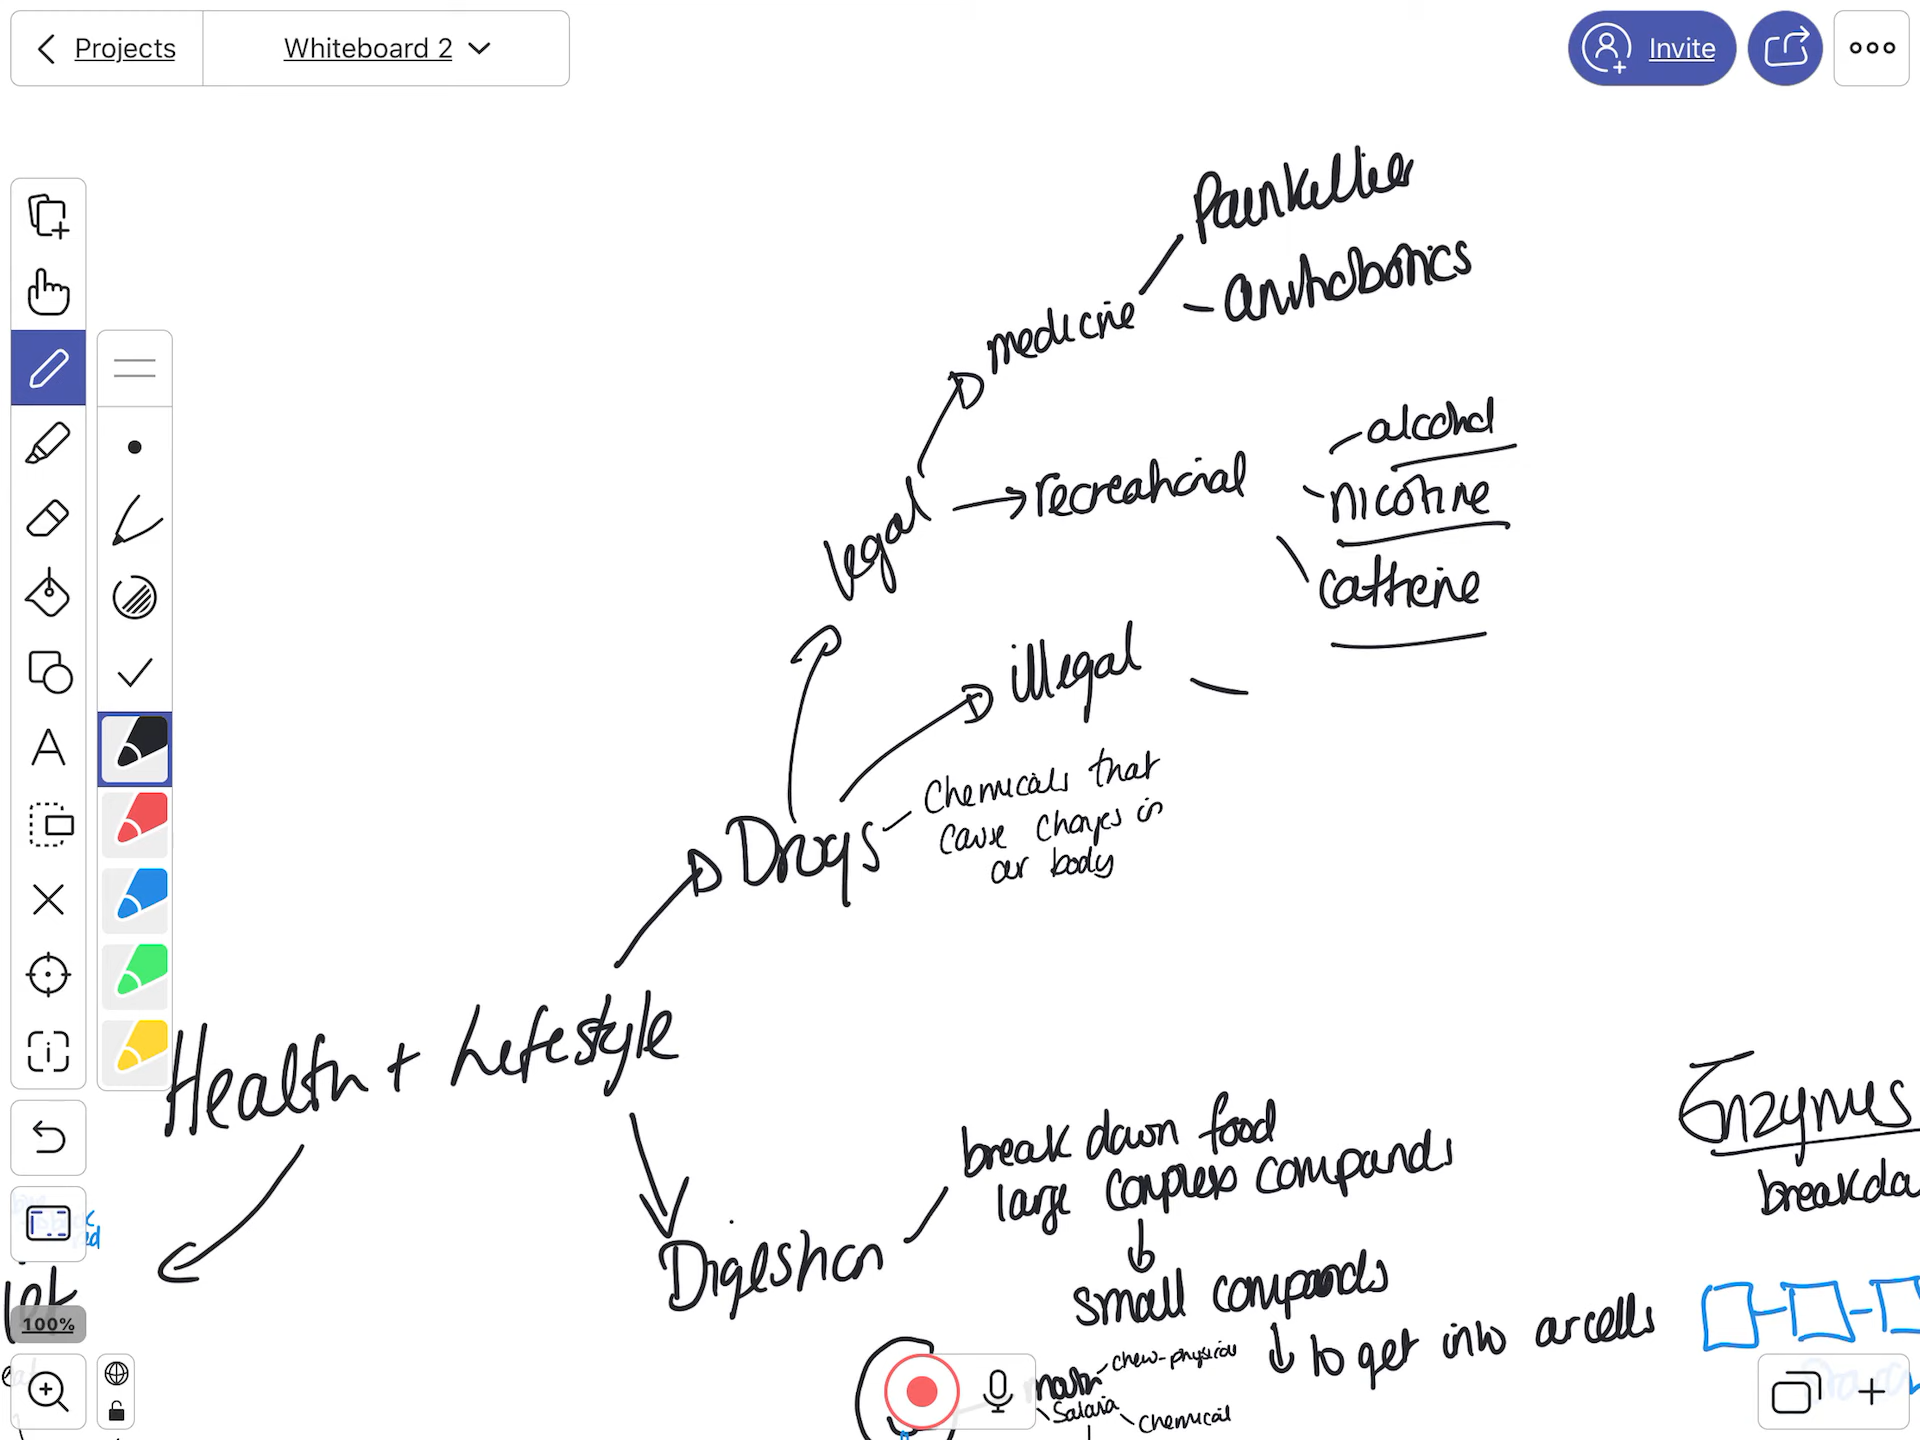 Projects
Whiteboard 2
Invite
Painkiller
antibiotics
medicine
alcohol
legal
recreational
nicotine
caffeine
illegal
Drugs
Chemicals that
cause changes in
our body
Health + Lifestyle
Enzymes
break down food
large complex compounds
breakdo
Digestion
small compounds
to get into our cells
100%
chew-physical
mouth
Salaria
Chemical